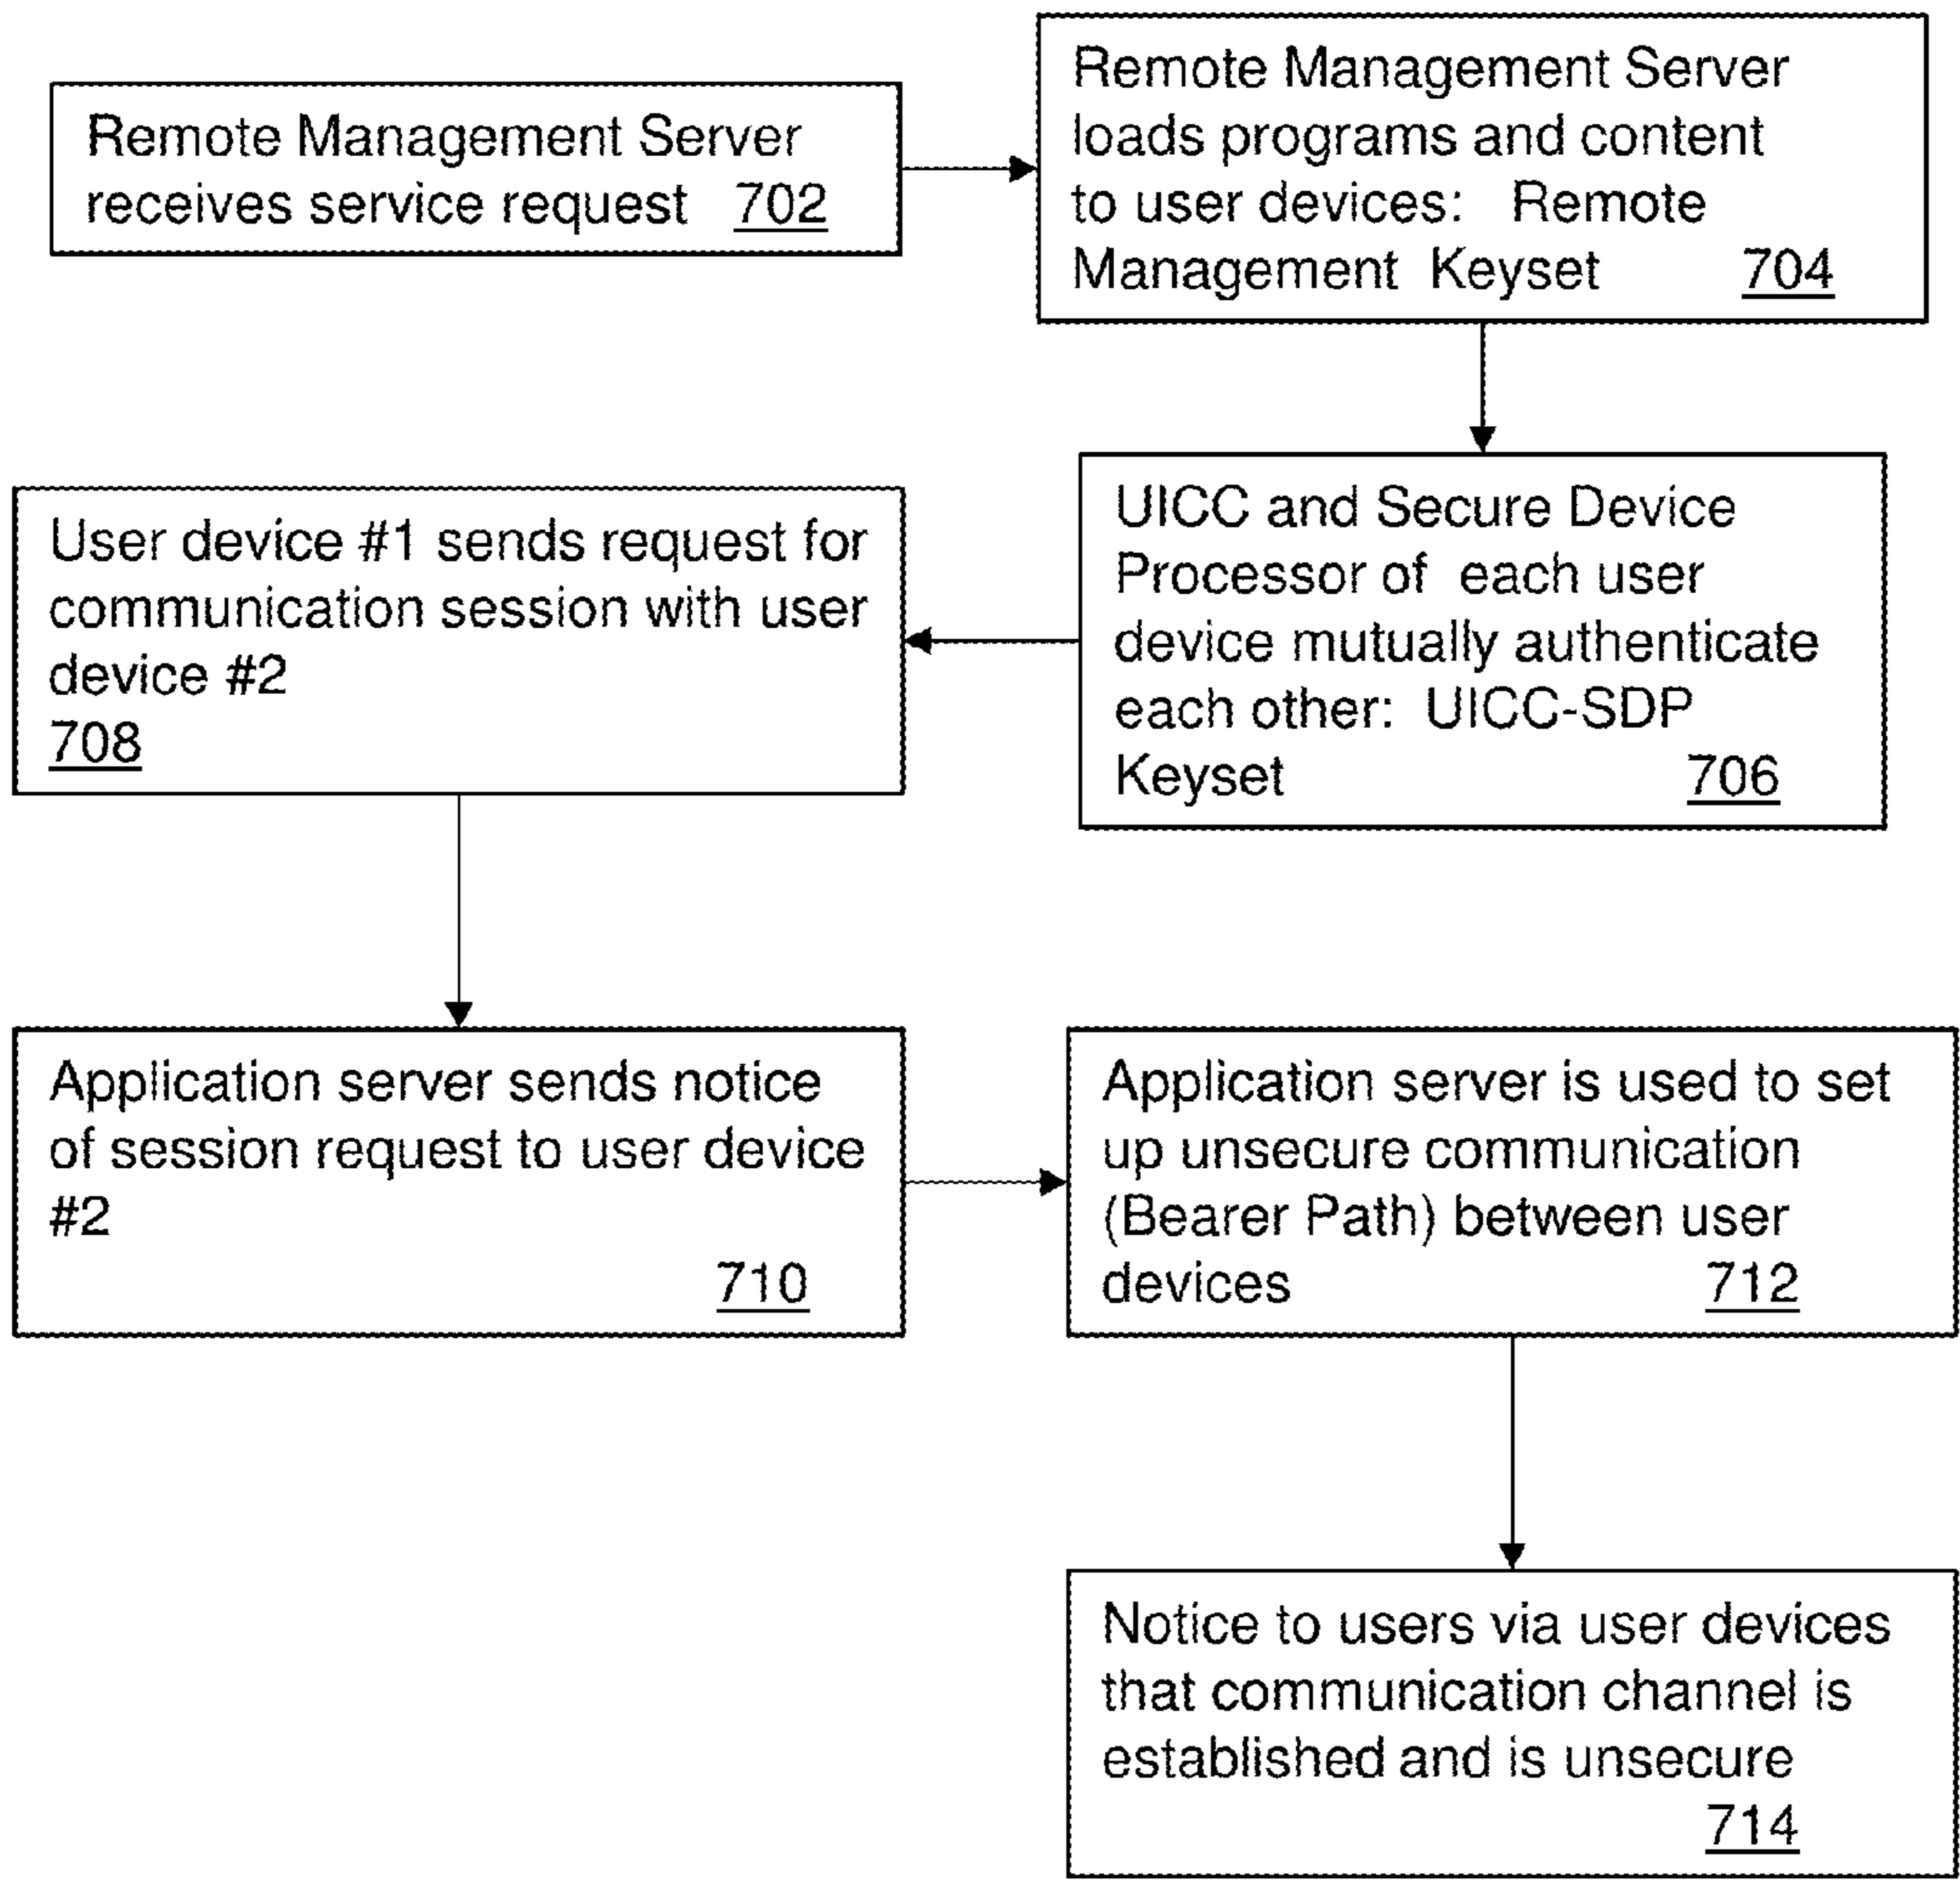 Remote Management Server
receives service request 702
Remote Management Server
loads programs and content
to user devices: Remote
Management Keyset 704
UICC and Secure Device
Processor of each user
device mutually authenticate
each other: UICC-SDP
Keyset 706
User device #1 sends request for
communication session with user
device #2
708
Application server sends notice
of session request to user device
#2
710
Application server is used to set
up unsecure communication
(Bearer Path) between user
devices 712
Notice to users via user devices
that communication channel is
established and is unsecure
714